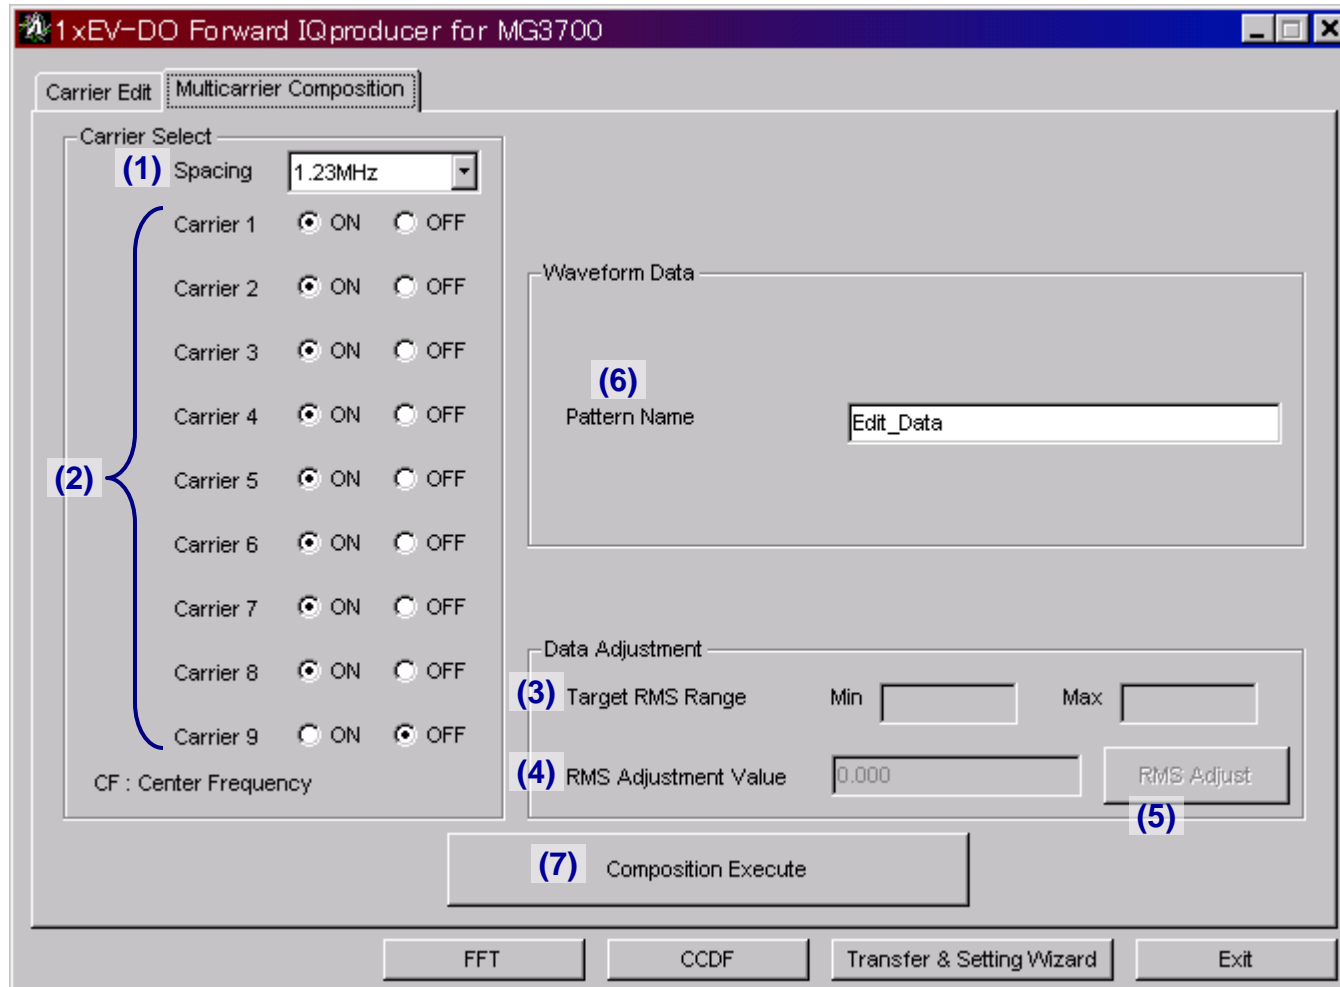 1xEV-DO Forward IQproducer for MG3700
Carrier Edit
Multicarrier Composition
Carrier Select
(1) Spacing 1.23MHz
(2)
Carrier 1 ON OFF
Carrier 2 ON OFF
Carrier 3 ON OFF
Carrier 4 ON OFF
Carrier 5 ON OFF
Carrier 6 ON OFF
Carrier 7 ON OFF
Carrier 8 ON OFF
Carrier 9 ON OFF
CF : Center Frequency
Waveform Data
(6)
Pattern Name Edit_Data
Data Adjustment
(3) Target RMS Range Min Max
(4) RMS Adjustment Value 0.000 RMS Adjust
(5)
(7) Composition Execute
FFT CCDF Transfer & Setting Wizard Exit